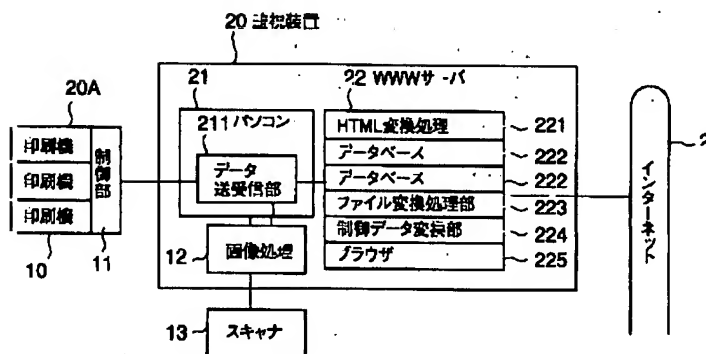 20 監視装置
21
22 WWWサーバ
20A
211 パソコン
印刷機
印刷機
印刷機
制御部
データ
送受信部
HTML変換処理
221
データベース
222
データベース
222
ファイル変換処理部
223
制御データ変換部
224
ブラウザ
225
インターネット
10
11
12
画像処理
13
スキャナ